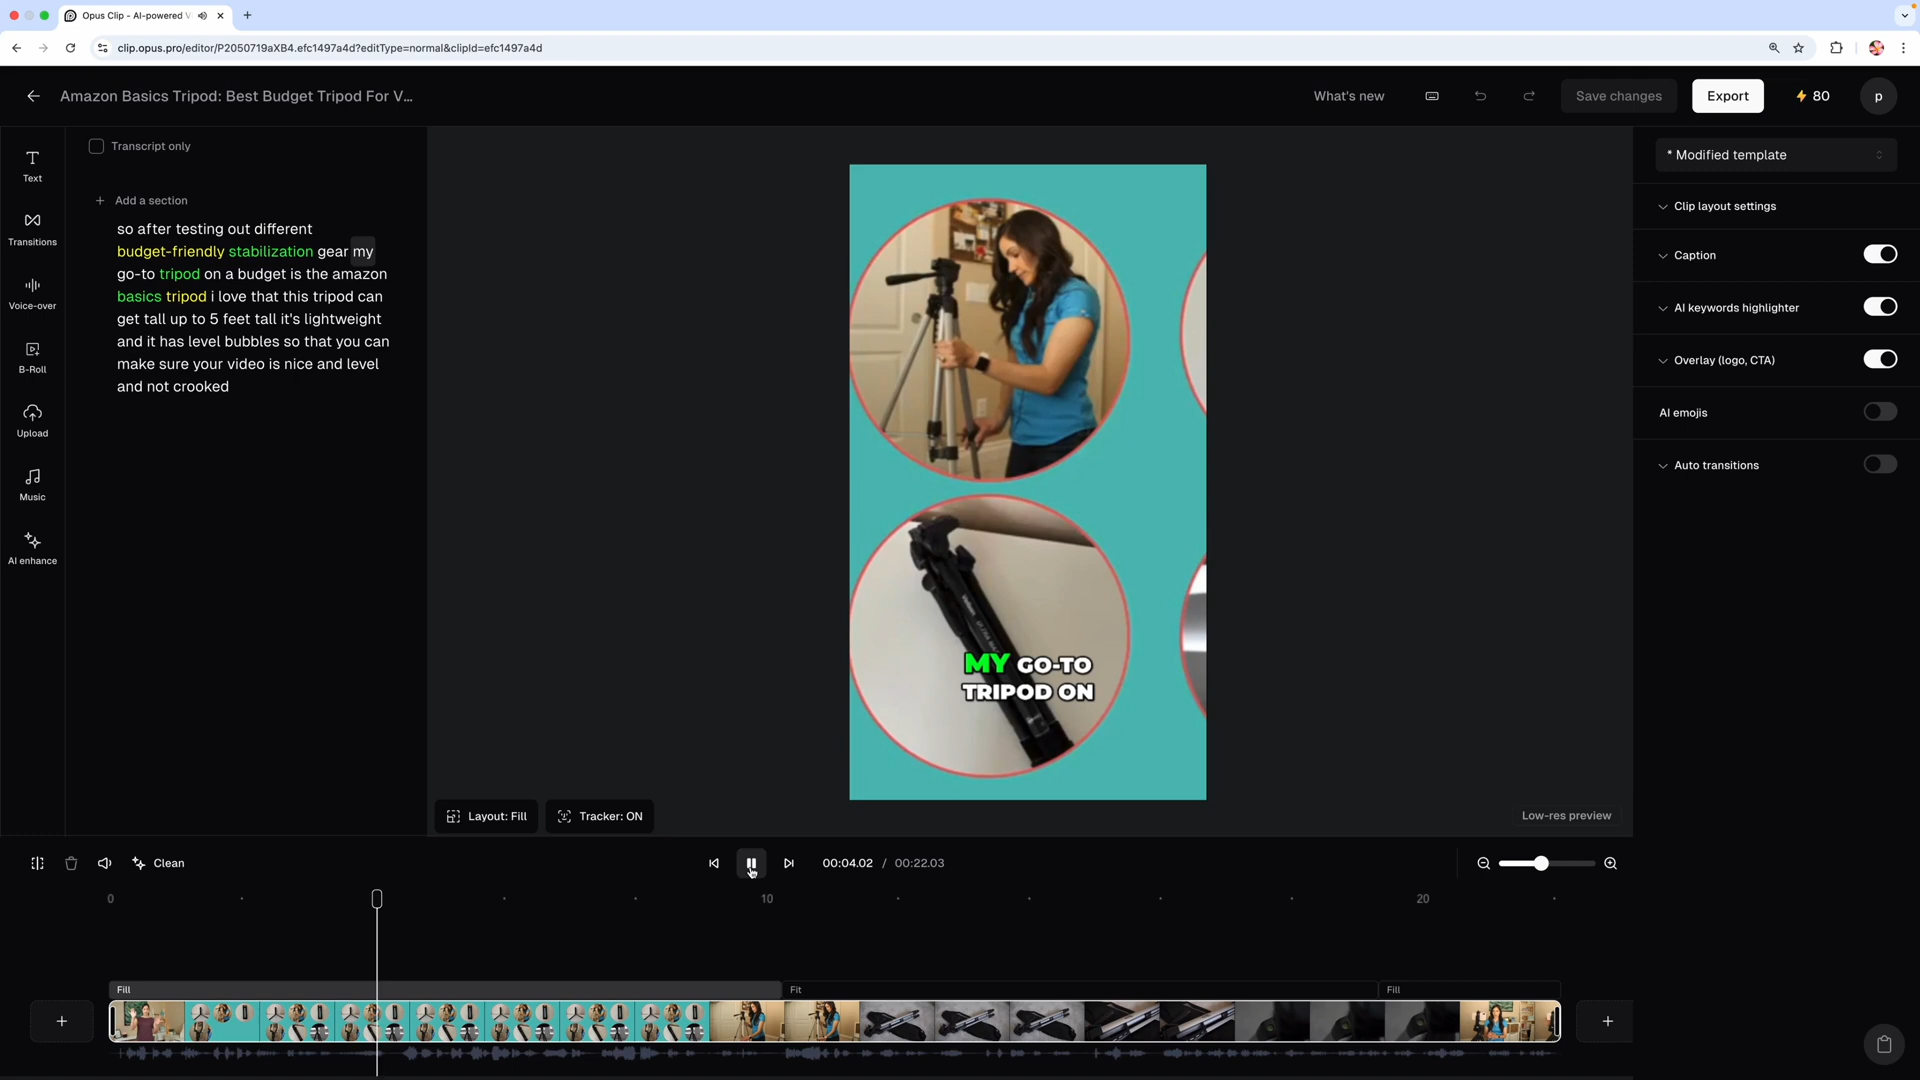 Opus Clip - AI-powered V
clip.opus.pro/editor/P2050719aXB4.efc1497a4d?editType=normal&clipId=efc1497a4d
Amazon Basics Tripod: Best Budget Tripod For V...
What's new
Save changes
Export
80
p
Text
Transitions
Voice-over
B-Roll
Upload
Music
AI enhance
Transcript only
Add a section
so after testing out different
budget-friendly stabilization gear my
go-to tripod on a budget is the amazon
basics tripod i love that this tripod can
get tall up to 5 feet tall it's lightweight
and it has level bubbles so that you can
make sure your video is nice and level
and not crooked
MY GO-TO
TRIPOD ON
Layout: Fill
Tracker: ON
Low-res preview
* Modified template
Clip layout settings
Caption
AI keywords highlighter
Overlay (logo, CTA)
AI emojis
Auto transitions
Clean
00:04.02 / 00:22.03
0
10
20
Fill
Fit
Fill